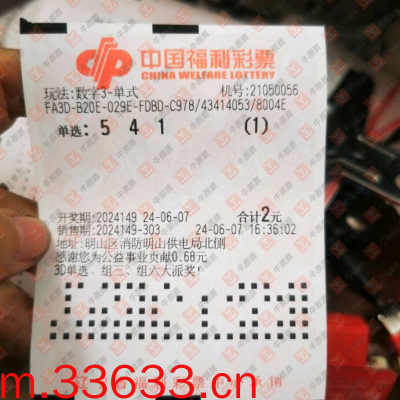 中国福利彩票
CHINA WELFARE LOTTERY
玩法:数字3-单式 机号:21050056
FA3D-B20E-029E-FDBD-C978/43414053/8004E
单选: 5 4 1 (1)
开奖期:2024149 24-06-07 合计2元
销售期:2024149-303 24-06-07 16:36:02
地址:明山区消防明山供电局北侧
感谢您为公益事业贡献0.68元
3D单选、组三、组六大派奖!
m.33633.cn